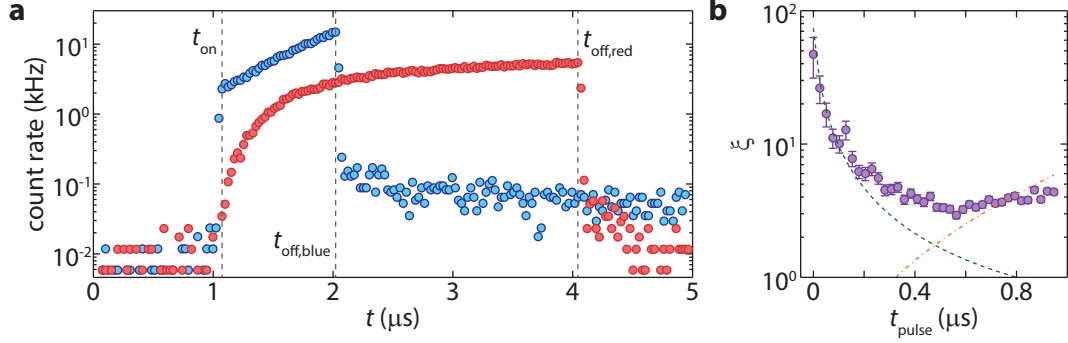 a
count rate (kHz)
10¹
10⁰
10⁻¹
10⁻²
t_on
t_off,blue
t_off,red
0 1 2 3 4 5
t (μs)
b
ξ
10²
10¹
10⁰
0 0.4 0.8
t_pulse (μs)